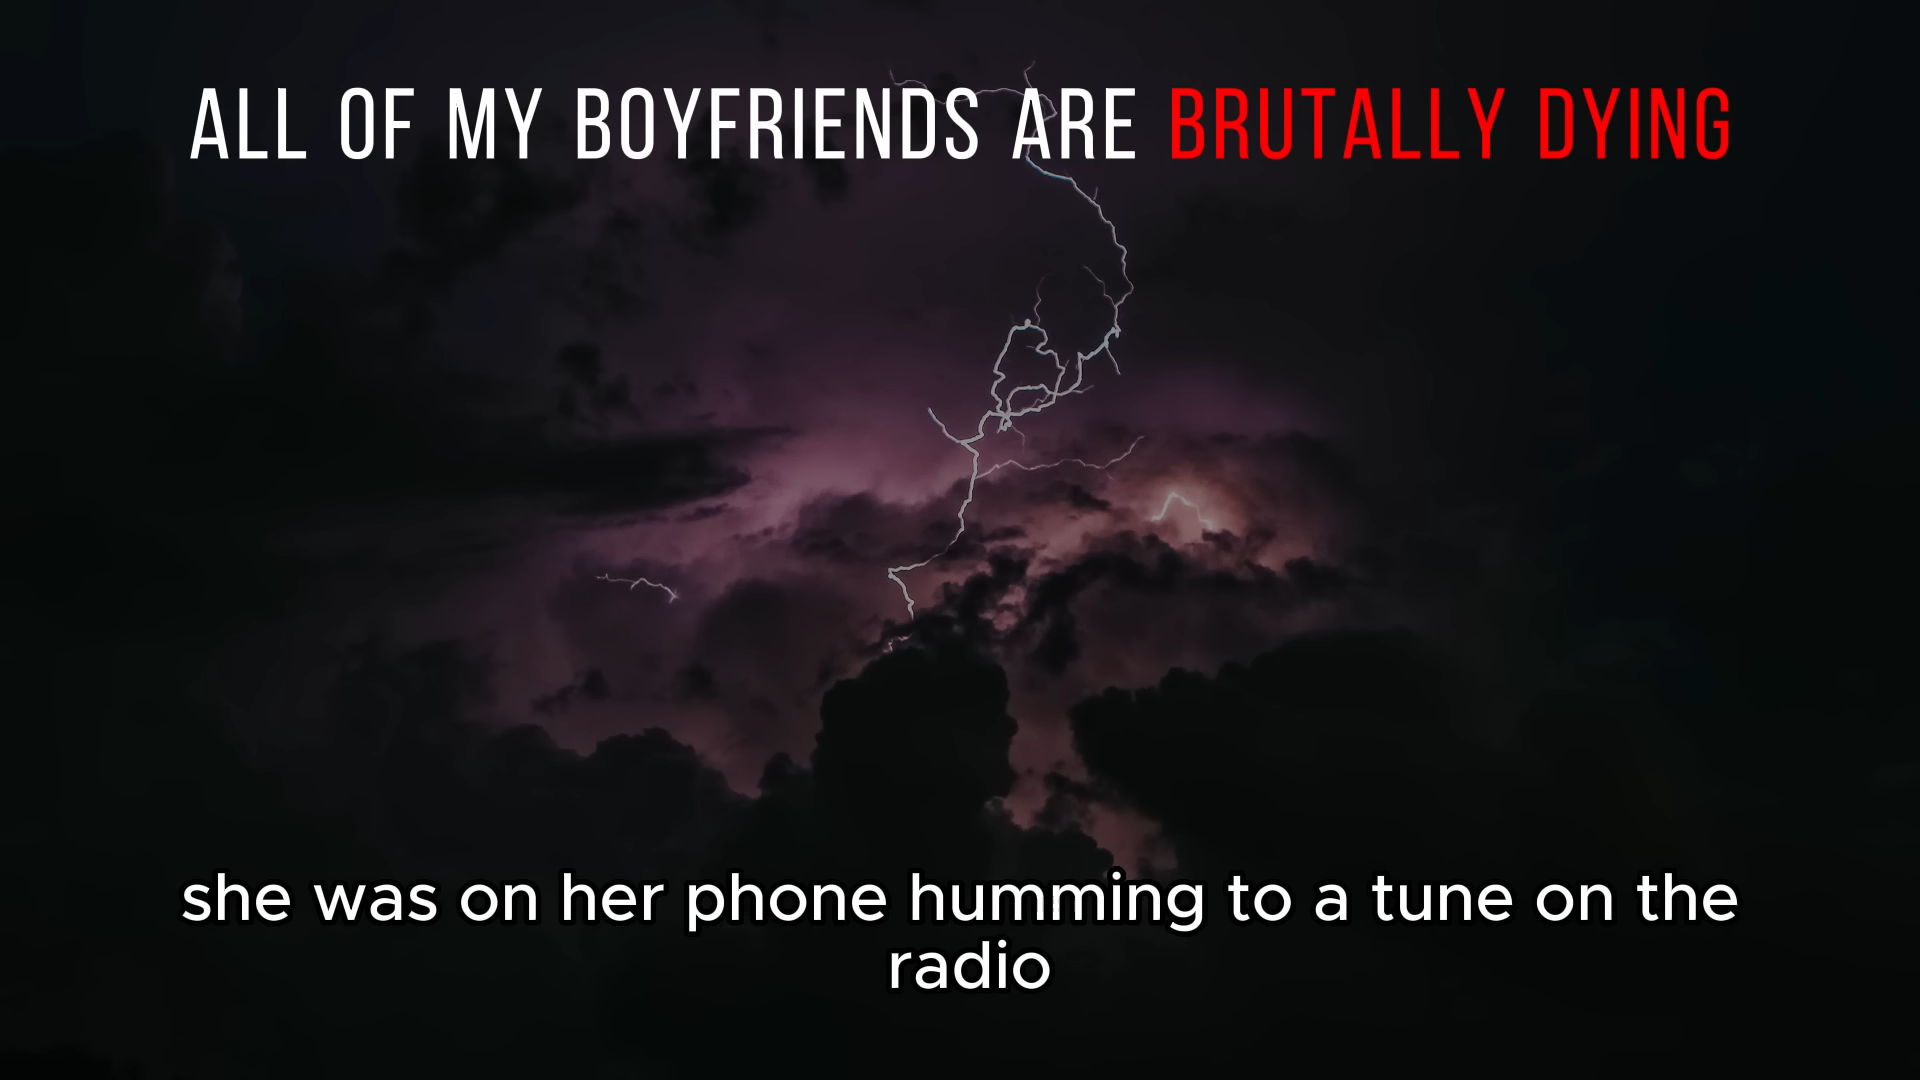 ALL OF MY BOYFRIENDS ARE BRUTALLY DYING
she was on her phone humming to a tune on the
radio